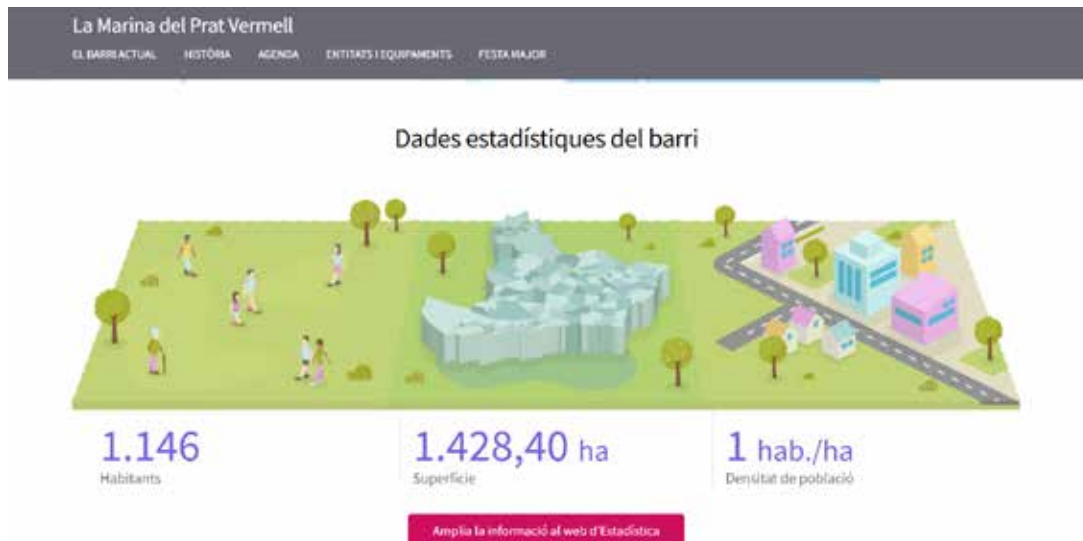 La Marina del Prat Vermell
EL BARRI ACTUAL HISTÒRIA AGENDA ENTITATS I EQUIPAMENTS FESTA MAJOR
Dades estadístiques del barri
1.146 1.428,40 ha 1 hab./ha
Habitants Superfície Densitat de població
Amplia la informació al web d'Estadística